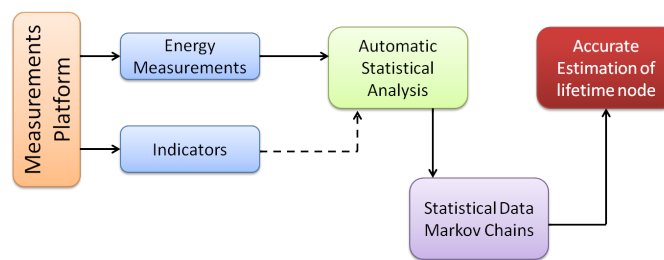 Measurements
Platform
Energy
Measurements
Indicators
Automatic
Statistical
Analysis
Statistical Data
Markov Chains
Accurate
Estimation of
lifetime node